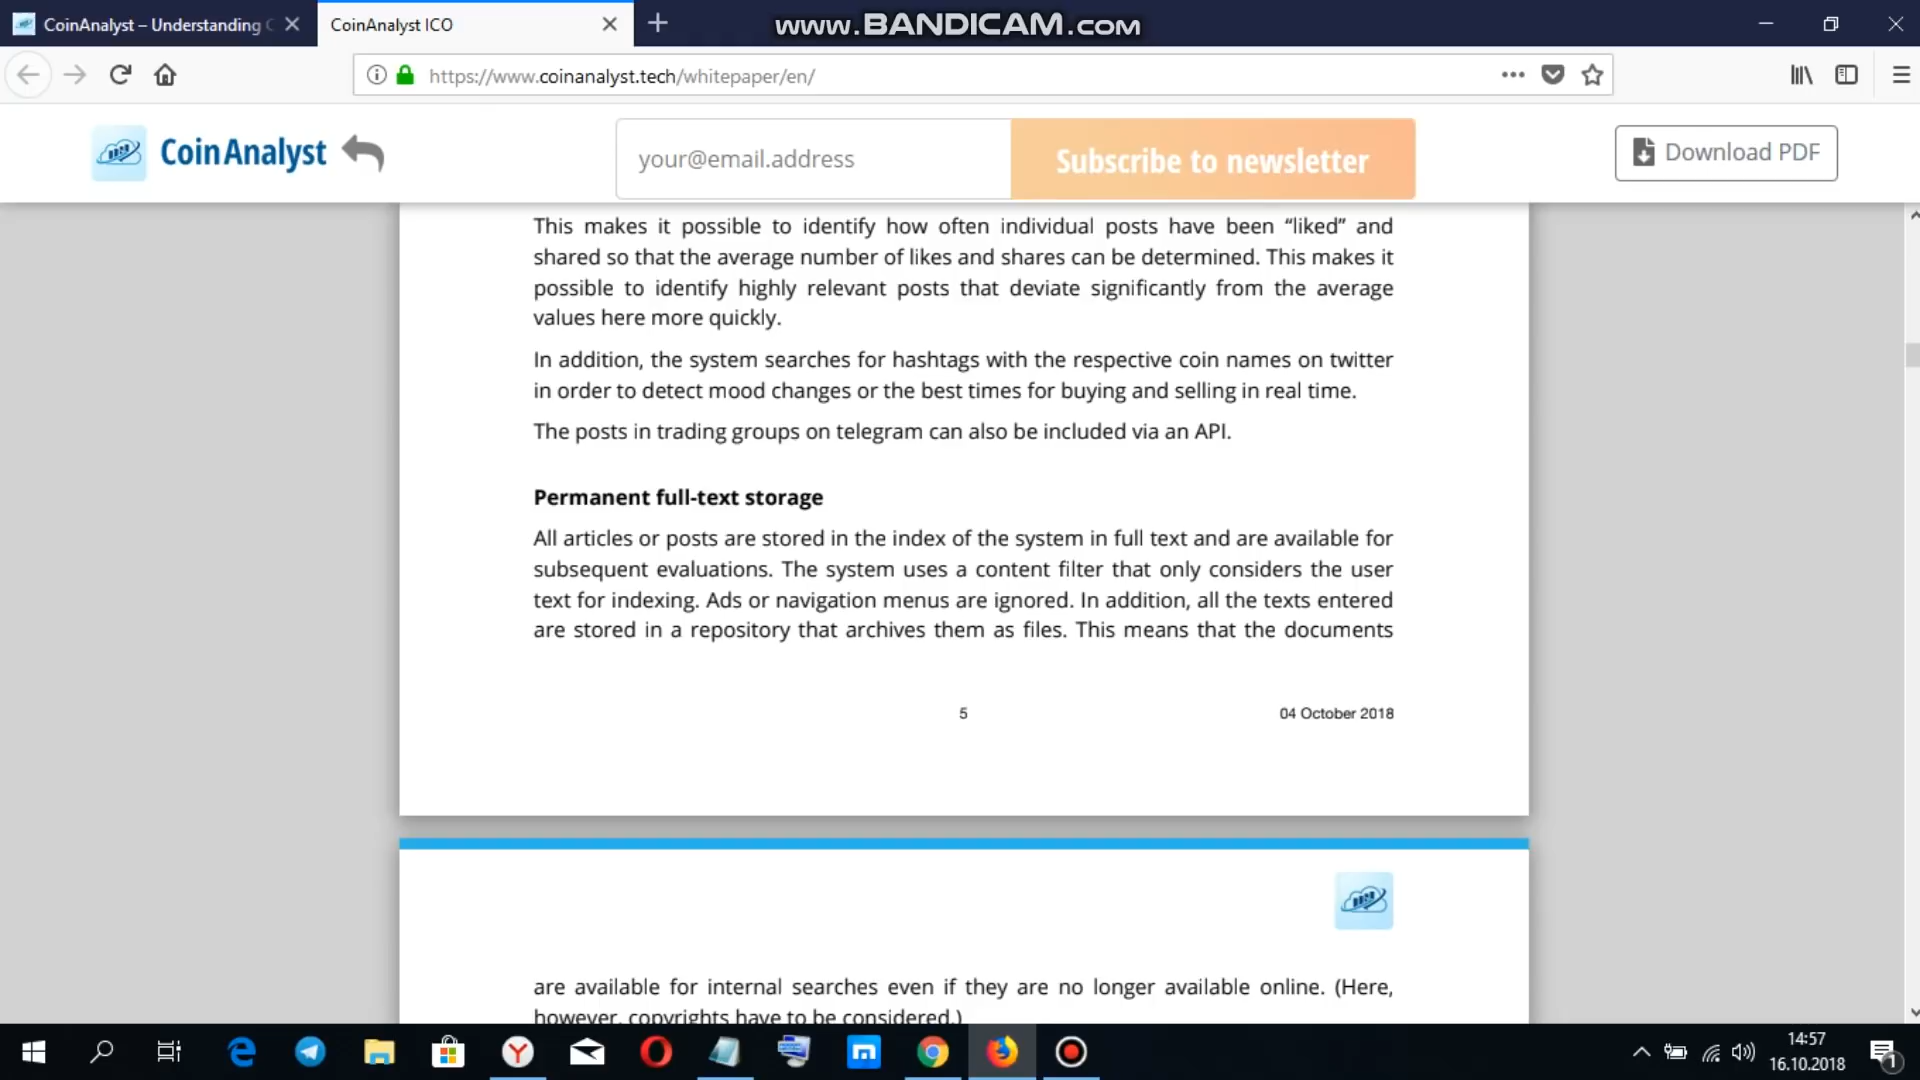 CoinAnalyst – Understanding C
CoinAnalyst ICO
www.BANDICAM.com
https://www.coinanalyst.tech/whitepaper/en/
CoinAnalyst
your@email.address
Subscribe to newsletter
Download PDF
This makes it possible to identify how often individual posts have been “liked” and
shared so that the average number of likes and shares can be determined. This makes it
possible to identify highly relevant posts that deviate significantly from the average
values here more quickly.
In addition, the system searches for hashtags with the respective coin names on twitter
in order to detect mood changes or the best times for buying and selling in real time.
The posts in trading groups on telegram can also be included via an API.
Permanent full-text storage
All articles or posts are stored in the index of the system in full text and are available for
subsequent evaluations. The system uses a content filter that only considers the user
text for indexing. Ads or navigation menus are ignored. In addition, all the texts entered
are stored in a repository that archives them as files. This means that the documents
5
04 October 2018
are available for internal searches even if they are no longer available online. (Here,
however, copyrights have to be considered.)
14:57
16.10.2018
1